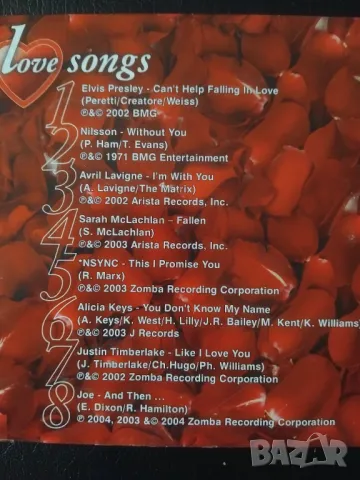 love songs
1 Elvis Presley - Can't Help Falling In Love
(Peretti/Creatore/Weiss)
℗&© 2002 BMG
2 Nilsson - Without You
(P. Ham/T. Evans)
℗&© 1971 BMG Entertainment
3 Avril Lavigne - I'm With You
(A. Lavigne/The Matrix)
℗&© 2002 Arista Records, Inc.
4 Sarah McLachlan – Fallen
(S. McLachlan)
℗&© 2003 Arista Records, Inc.
5 *NSYNC - This I Promise You
(R. Marx)
℗&© 2003 Zomba Recording Corporation
6 Alicia Keys - You Don't Know My Name
(A. Keys/K. West/H. Lilly/J.R. Bailey/M. Kent/K. Williams)
℗&© 2003 J Records
7 Justin Timberlake - Like I Love You
(J. Timberlake/Ch.Hugo/Ph. Williams)
℗&© 2002 Zomba Recording Corporation
8 Joe - And Then ...
(E. Dixon/R. Hamilton)
℗ 2004, 2003 &© 2004 Zomba Recording Corporation
bazar.bg